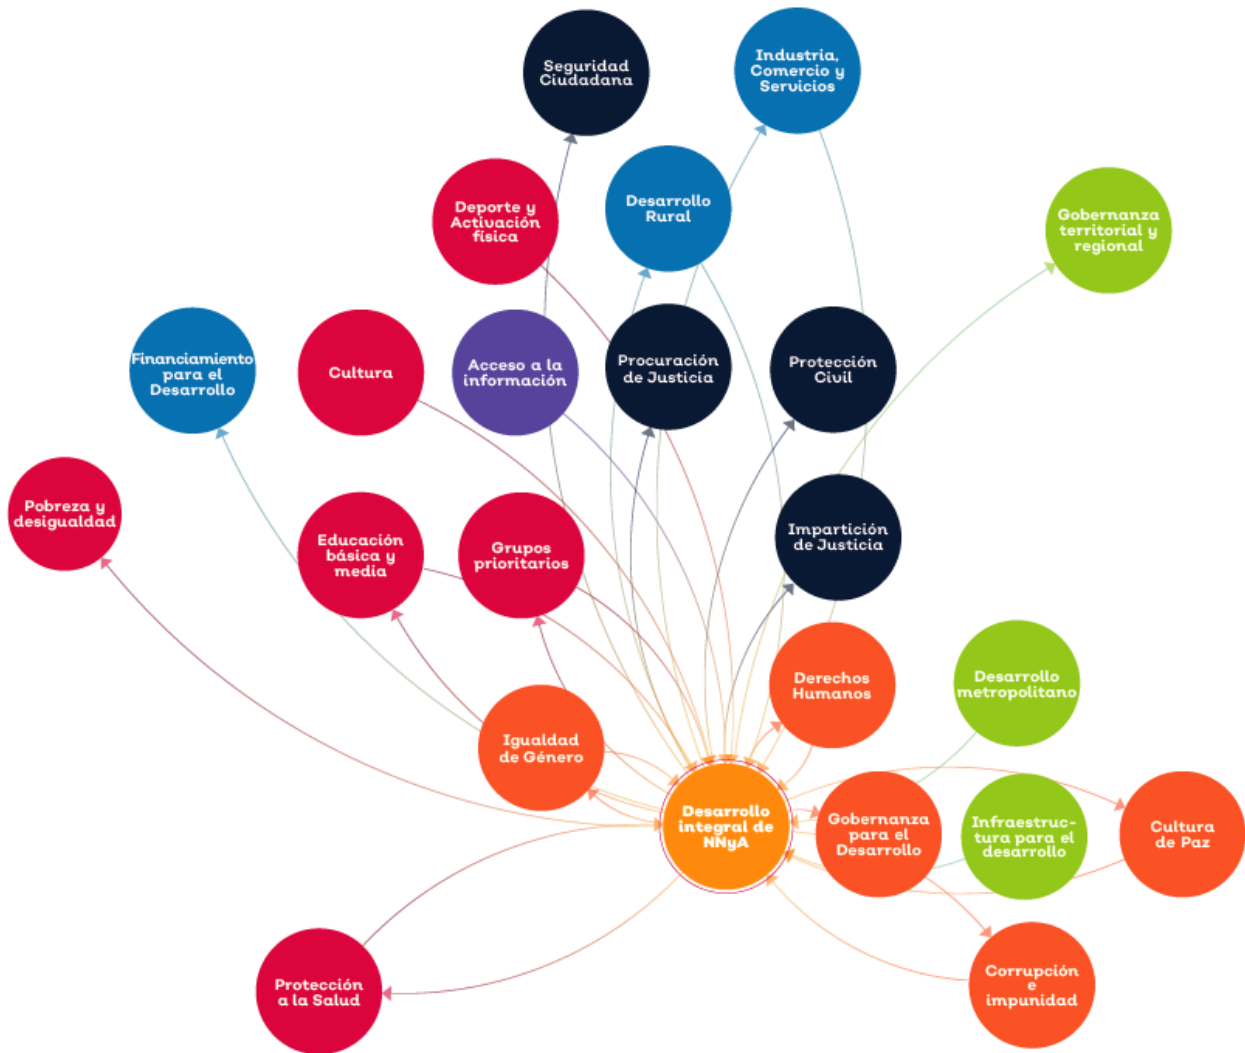 Seguridad
Ciudadana
Industria,
Comercio y
Servicios
Deporte y
Activación
física
Desarrollo
Rural
Gobernanza
territorial y
regional
Financiamiento
para el
Desarrollo
Cultura
Acceso a la
información
Procuración
de Justicia
Protección
Civil
Pobreza y
desigualdad
Educación
básica y
media
Grupos
prioritarios
Impartición
de Justicia
Igualdad
de Género
Derechos
Humanos
Desarrollo
metropolitano
Desarrollo
integral de
NNyA
Gobernanza
para el
Desarrollo
Infraestruc-
tura para el
desarrollo
Cultura
de Paz
Protección
a la Salud
Corrupción
e
impunidad